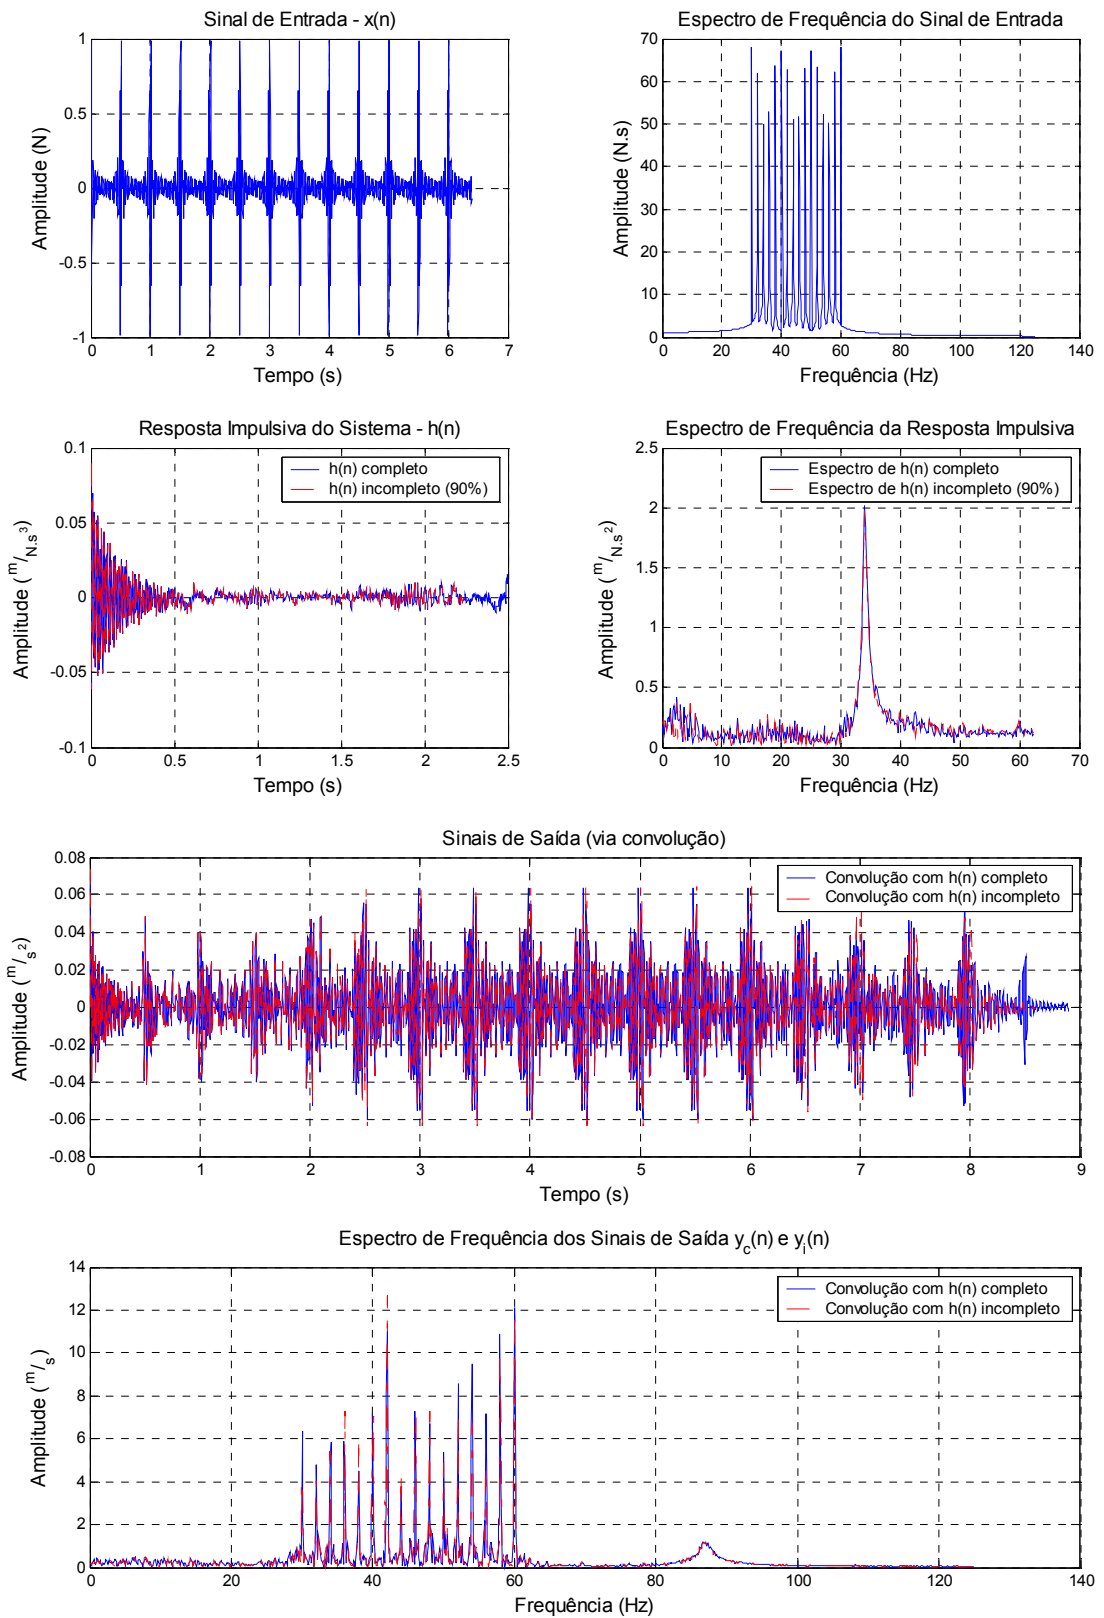 Sinal de Entrada - x(n)
Amplitude (N)
1
0.5
0
-0.5
-1
0 1 2 3 4 5 6 7
Tempo (s)
Espectro de Frequência do Sinal de Entrada
Amplitude (N.s)
70
60
50
40
30
20
10
0
0 20 40 60 80 100 120 140
Frequência (Hz)
Resposta Impulsiva do Sistema - h(n)
h(n) completo
h(n) incompleto (90%)
Amplitude (m/N.s3)
0.1
0.05
0
-0.05
-0.1
0 0.5 1 1.5 2 2.5
Tempo (s)
Espectro de Frequência da Resposta Impulsiva
Espectro de h(n) completo
Espectro de h(n) incompleto (90%)
Amplitude (m/N.s2)
2.5
2
1.5
1
0.5
0
0 10 20 30 40 50 60 70
Frequência (Hz)
Sinais de Saída (via convolução)
Convolução com h(n) completo
Convolução com h(n) incompleto
Amplitude (m/s2)
0.08
0.06
0.04
0.02
0
-0.02
-0.04
-0.06
-0.08
0 1 2 3 4 5 6 7 8 9
Tempo (s)
Espectro de Frequência dos Sinais de Saída yc(n) e yi(n)
Convolução com h(n) completo
Convolução com h(n) incompleto
Amplitude (m/s)
14
12
10
8
6
4
2
0
0 20 40 60 80 100 120 140
Frequência (Hz)